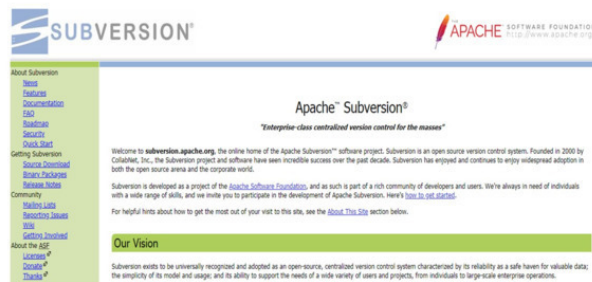 SUBVERSION®
THE
APACHE SOFTWARE FOUNDATION
http://www.apache.org
About Subversion
News
Features
Documentation
FAQ
Roadmap
Security
Quick Start
Getting Subversion
Source Download
Binary Packages
Release Notes
Community
Mailing Lists
Reporting Issues
Wiki
Getting Involved
About the ASF
Licenses
Donate
Thanks
Apache™ Subversion®
"Enterprise-class centralized version control for the masses"
Welcome to subversion.apache.org, the online home of the Apache Subversion™ software project. Subversion is an open source version control system. Founded in 2000 by
CollabNet, Inc., the Subversion project and software have seen incredible success over the past decade. Subversion has enjoyed and continues to enjoy widespread adoption in
both the open source arena and the corporate world.
Subversion is developed as a project of the Apache Software Foundation, and as such is part of a rich community of developers and users. We're always in need of individuals
with a wide range of skills, and we invite you to participate in the development of Apache Subversion. Here's how to get started.
For helpful hints about how to get the most out of your visit to this site, see the About This Site section below.
Our Vision
Subversion exists to be universally recognized and adopted as an open-source, centralized version control system characterized by its reliability as a safe haven for valuable data;
the simplicity of its model and usage; and its ability to support the needs of a wide variety of users and projects, from individuals to large-scale enterprise operations.